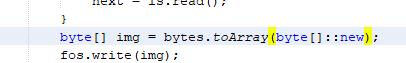 next = is.read();
}
byte[] img = bytes.toArray(byte[]::new);
fos.write(img);